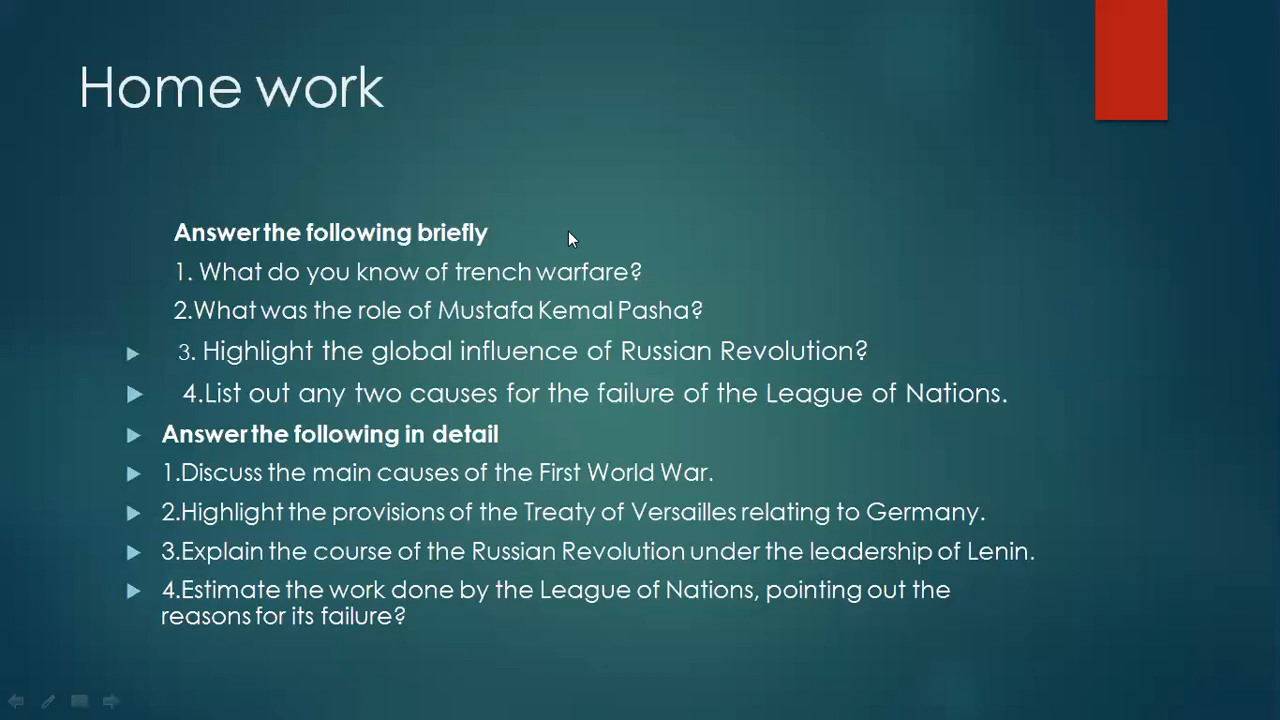 Home work
Answer the following briefly
1. What do you know of trench warfare?
2.What was the role of Mustafa Kemal Pasha?
3. Highlight the global influence of Russian Revolution?
4.List out any two causes for the failure of the League of Nations.
Answer the following in detail
1.Discuss the main causes of the First World War.
2.Highlight the provisions of the Treaty of Versailles relating to Germany.
3.Explain the course of the Russian Revolution under the leadership of Lenin.
4.Estimate the work done by the League of Nations, pointing out the
reasons for its failure?